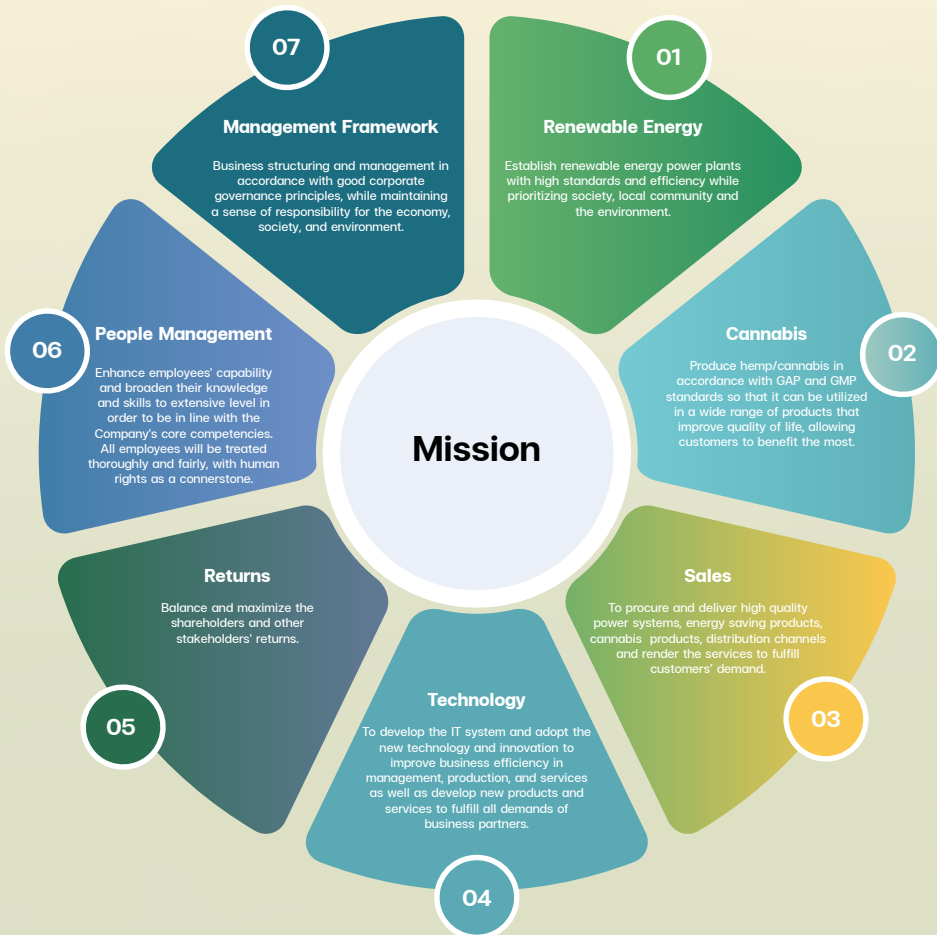 Mission
01
Renewable Energy
Establish renewable energy power plants
with high standards and efficiency while
prioritizing society, local community and
the environment.
02
Cannabis
Produce hemp/cannabis in
accordance with GAP and GMP
standards so that it can be utilized
in a wide range of products that
improve quality of life, allowing
customers to benefit the most.
03
Sales
To procure and deliver high quality
power systems, energy saving products,
cannabis products, distribution channels
and render the services to fulfill
customers’ demand.
04
Technology
To develop the IT system and adopt the
new technology and innovation to
improve business efficiency in
management, production, and services
as well as develop new products and
services to fulfill all demands of
business partners.
05
Returns
Balance and maximize the
shareholders and other
stakeholders’ returns.
06
People Management
Enhance employees’ capability
and broaden their knowledge
and skills to extensive level in
order to be in line with the
Company’s core competencies.
All employees will be treated
thoroughly and fairly, with human
rights as a connerstone.
07
Management Framework
Business structuring and management in
accordance with good corporate
governance principles, while maintaining
a sense of responsibility for the economy,
society, and environment.